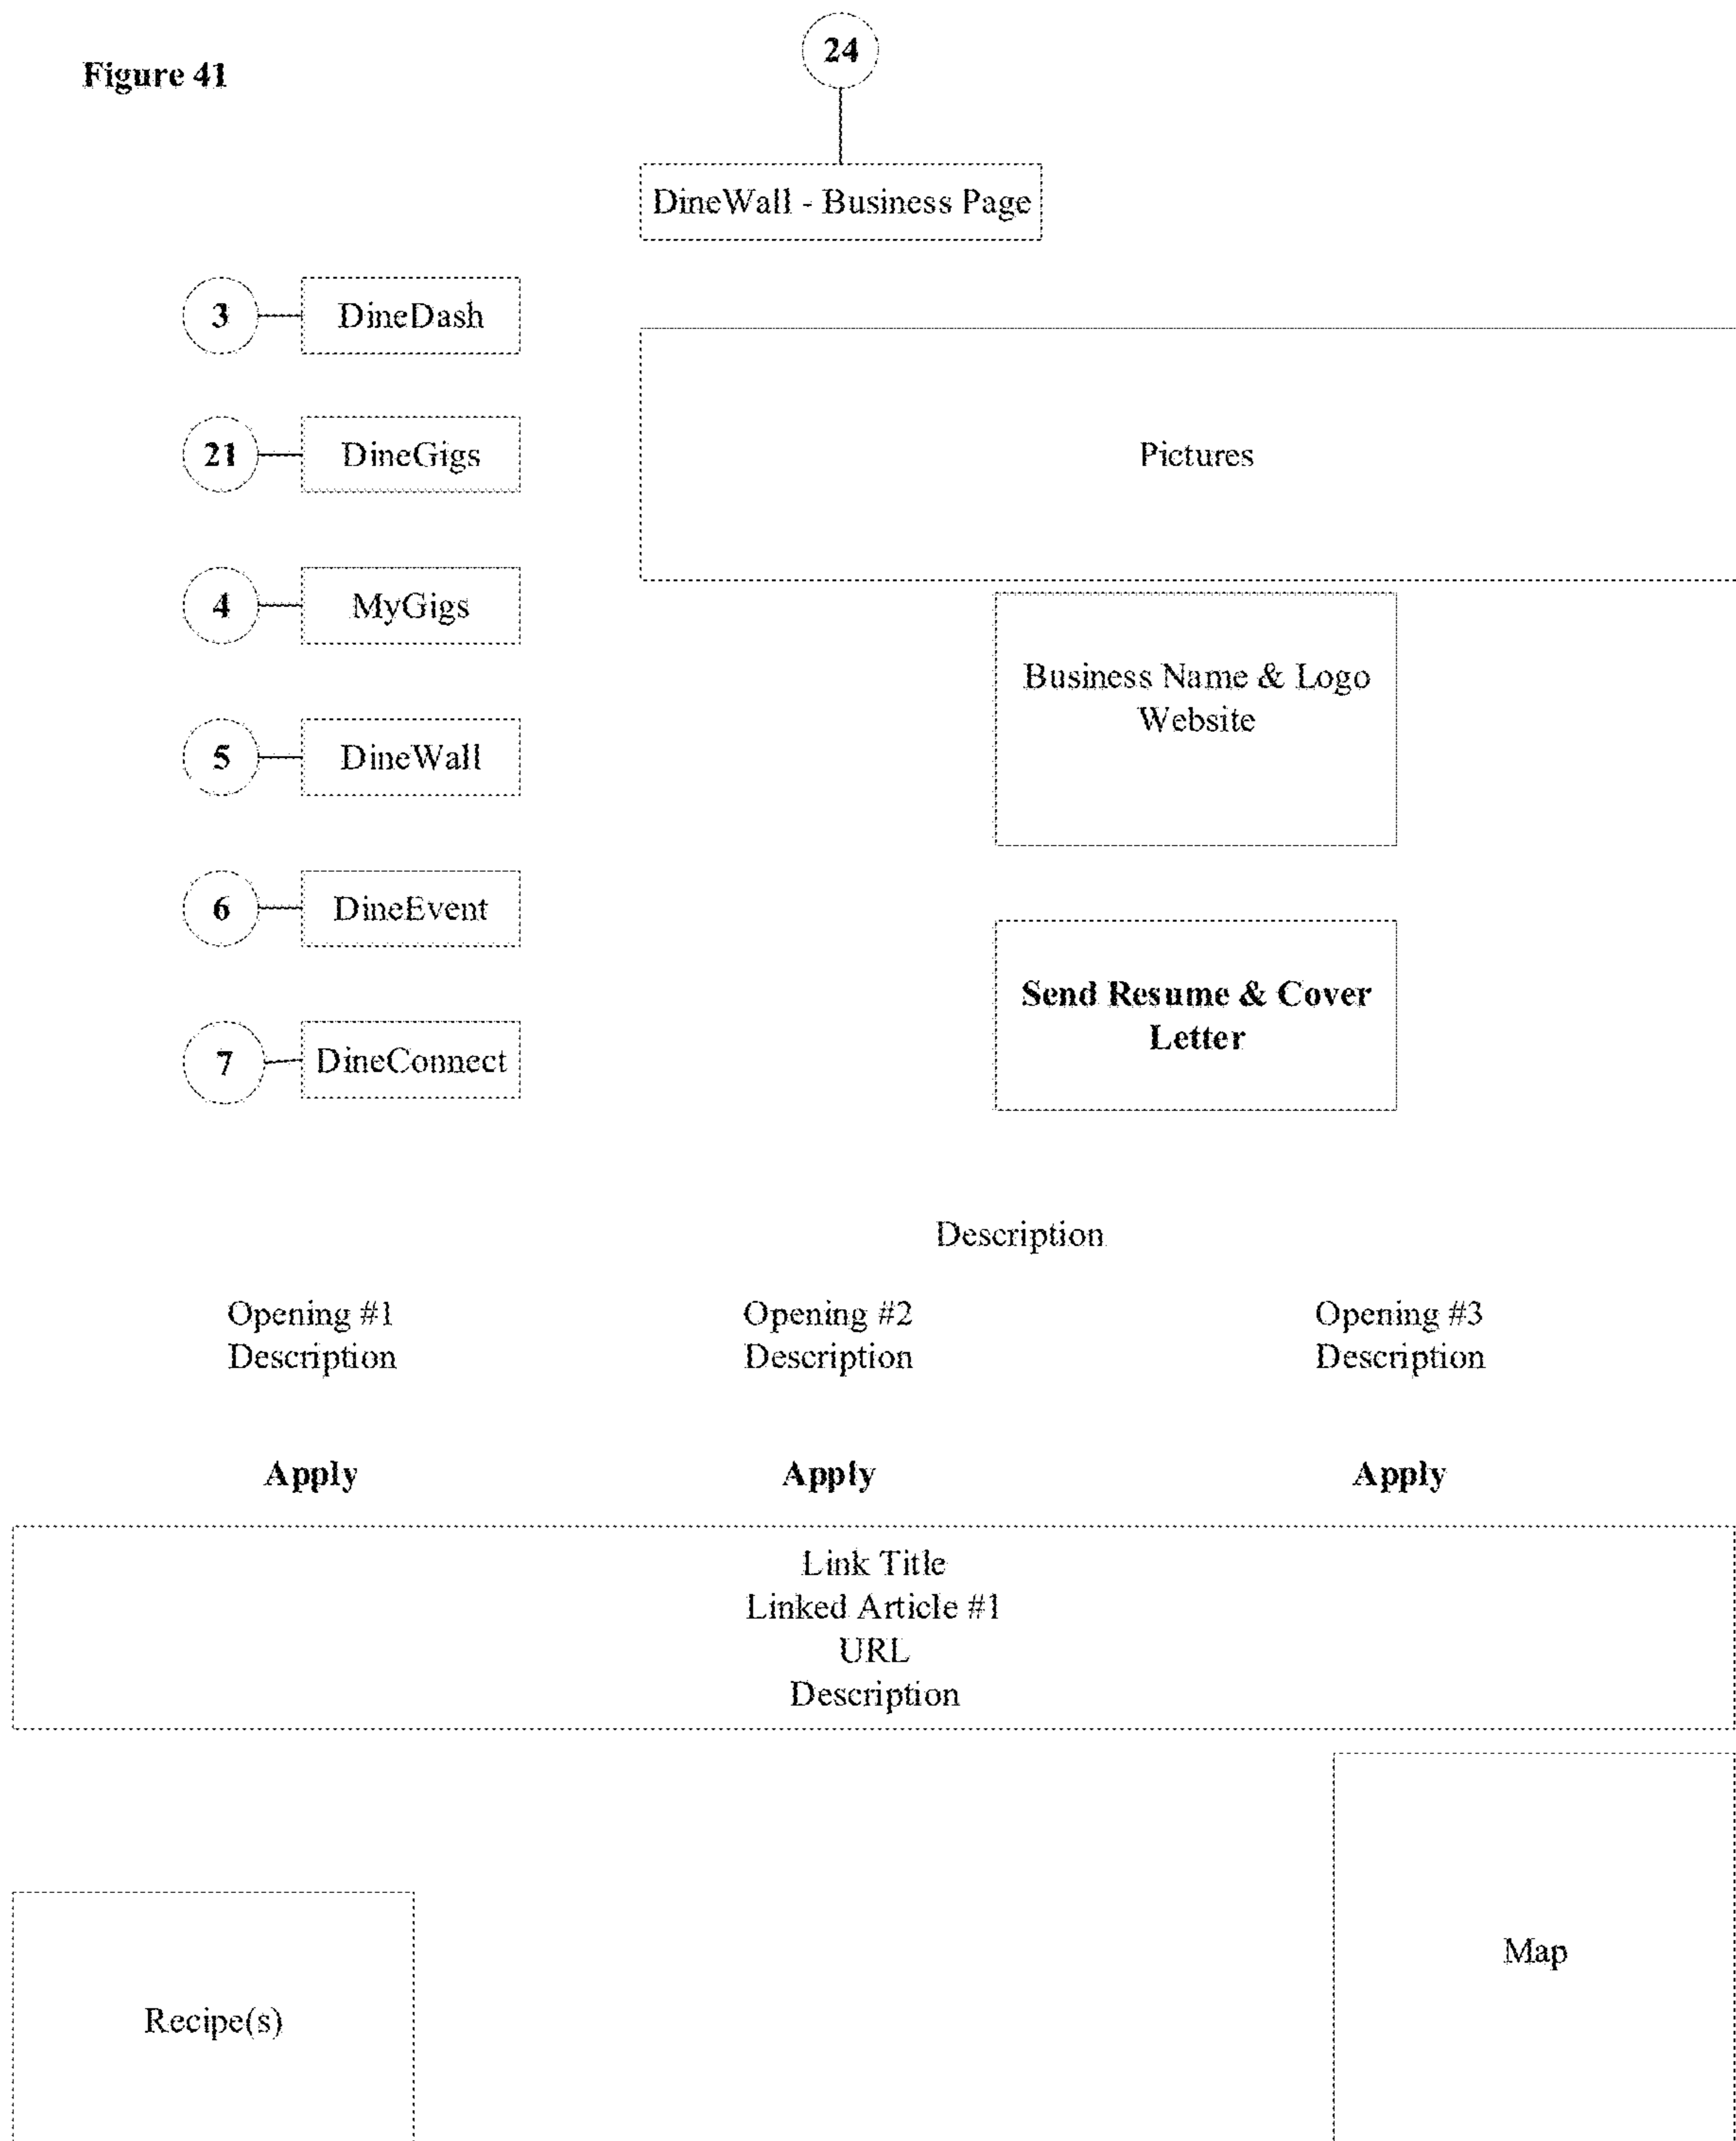 Figure 41
24
DineWall - Business Page
3
DineDash
21
DineGigs
4
MyGigs
5
DineWall
6
DineEvent
7
DineConnect
Pictures
Business Name & Logo
Website
Send Resume & Cover
Letter
Description
Opening #1
Description
Opening #2
Description
Opening #3
Description
Apply
Apply
Apply
Link Title
Linked Article #1
URL
Description
Recipe(s)
Map